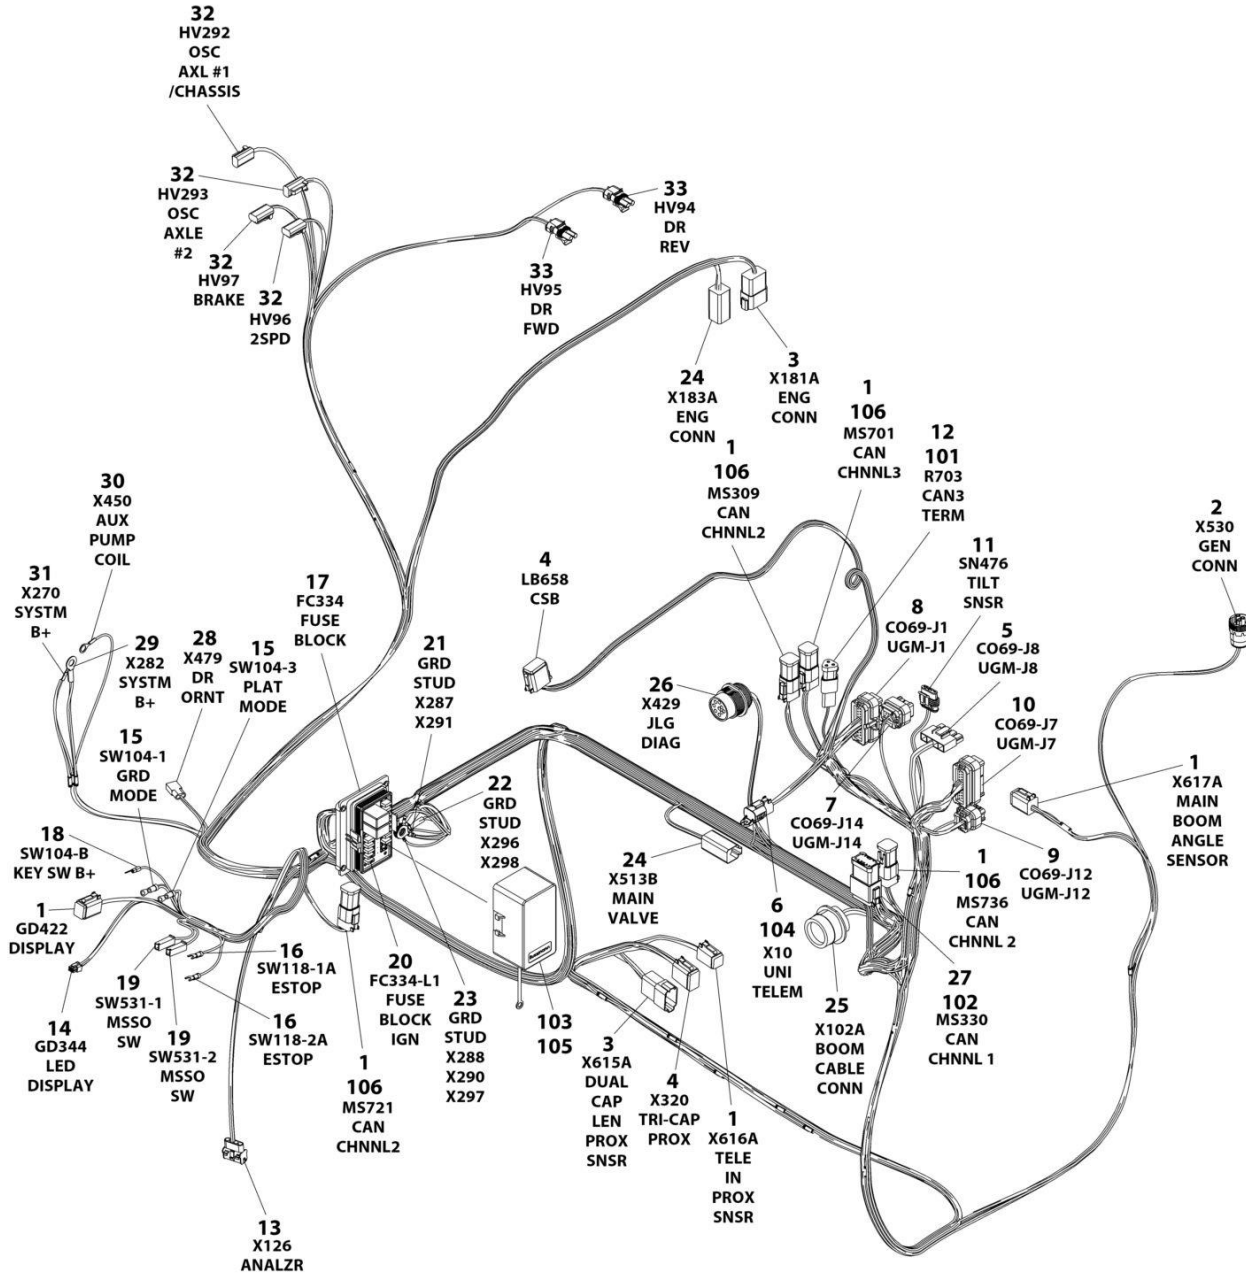 32
HV292
OSC
AXL #1
/CHASSIS
32
HV293
OSC
AXLE
#2
32
HV97
BRAKE
32
HV96
2SPD
33
HV94
DR
REV
33
HV95
DR
FWD
24
X183A
ENG
CONN
3
X181A
ENG
CONN
1
106
MS701
CAN
CHNNL3
1
106
MS309
CAN
CHNNL2
12
101
R703
CAN3
TERM
2
X530
GEN
CONN
11
SN476
TILT
SNSR
8
CO69-J1
UGM-J1
5
CO69-J8
UGM-J8
10
CO69-J7
UGM-J7
30
X450
AUX
PUMP
COIL
31
X270
SYSTM
B+
29
X282
SYSTM
B+
28
X479
DR
ORNT
15
SW104-3
PLAT
MODE
17
FC334
FUSE
BLOCK
4
LB658
CSB
21
GRD
STUD
X287
X291
26
X429
JLG
DIAG
15
SW104-1
GRD
MODE
22
GRD
STUD
X296
X298
18
SW104-B
KEY SW B+
1
GD422
DISPLAY
14
GD344
LED
DISPLAY
19
SW531-1
MSSO
SW
19
SW531-2
MSSO
SW
16
SW118-1A
ESTOP
16
SW118-2A
ESTOP
13
X126
ANALZR
1
106
MS721
CAN
CHNNL2
20
FC334-L1
FUSE
BLOCK
IGN
23
GRD
STUD
X288
X290
X297
103
105
24
X513B
MAIN
VALVE
3
X615A
DUAL
CAP
LEN
PROX
SNSR
4
X320
TRI-CAP
PROX
1
X616A
TELE
IN
PROX
SNSR
6
104
X10
UNI
TELEM
7
CO69-J14
UGM-J14
25
X102A
BOOM
CABLE
CONN
27
102
MS330
CAN
CHNNL 1
1
106
MS736
CAN
CHNNL 2
9
CO69-J12
UGM-J12
1
X617A
MAIN
BOOM
ANGLE
SENSOR